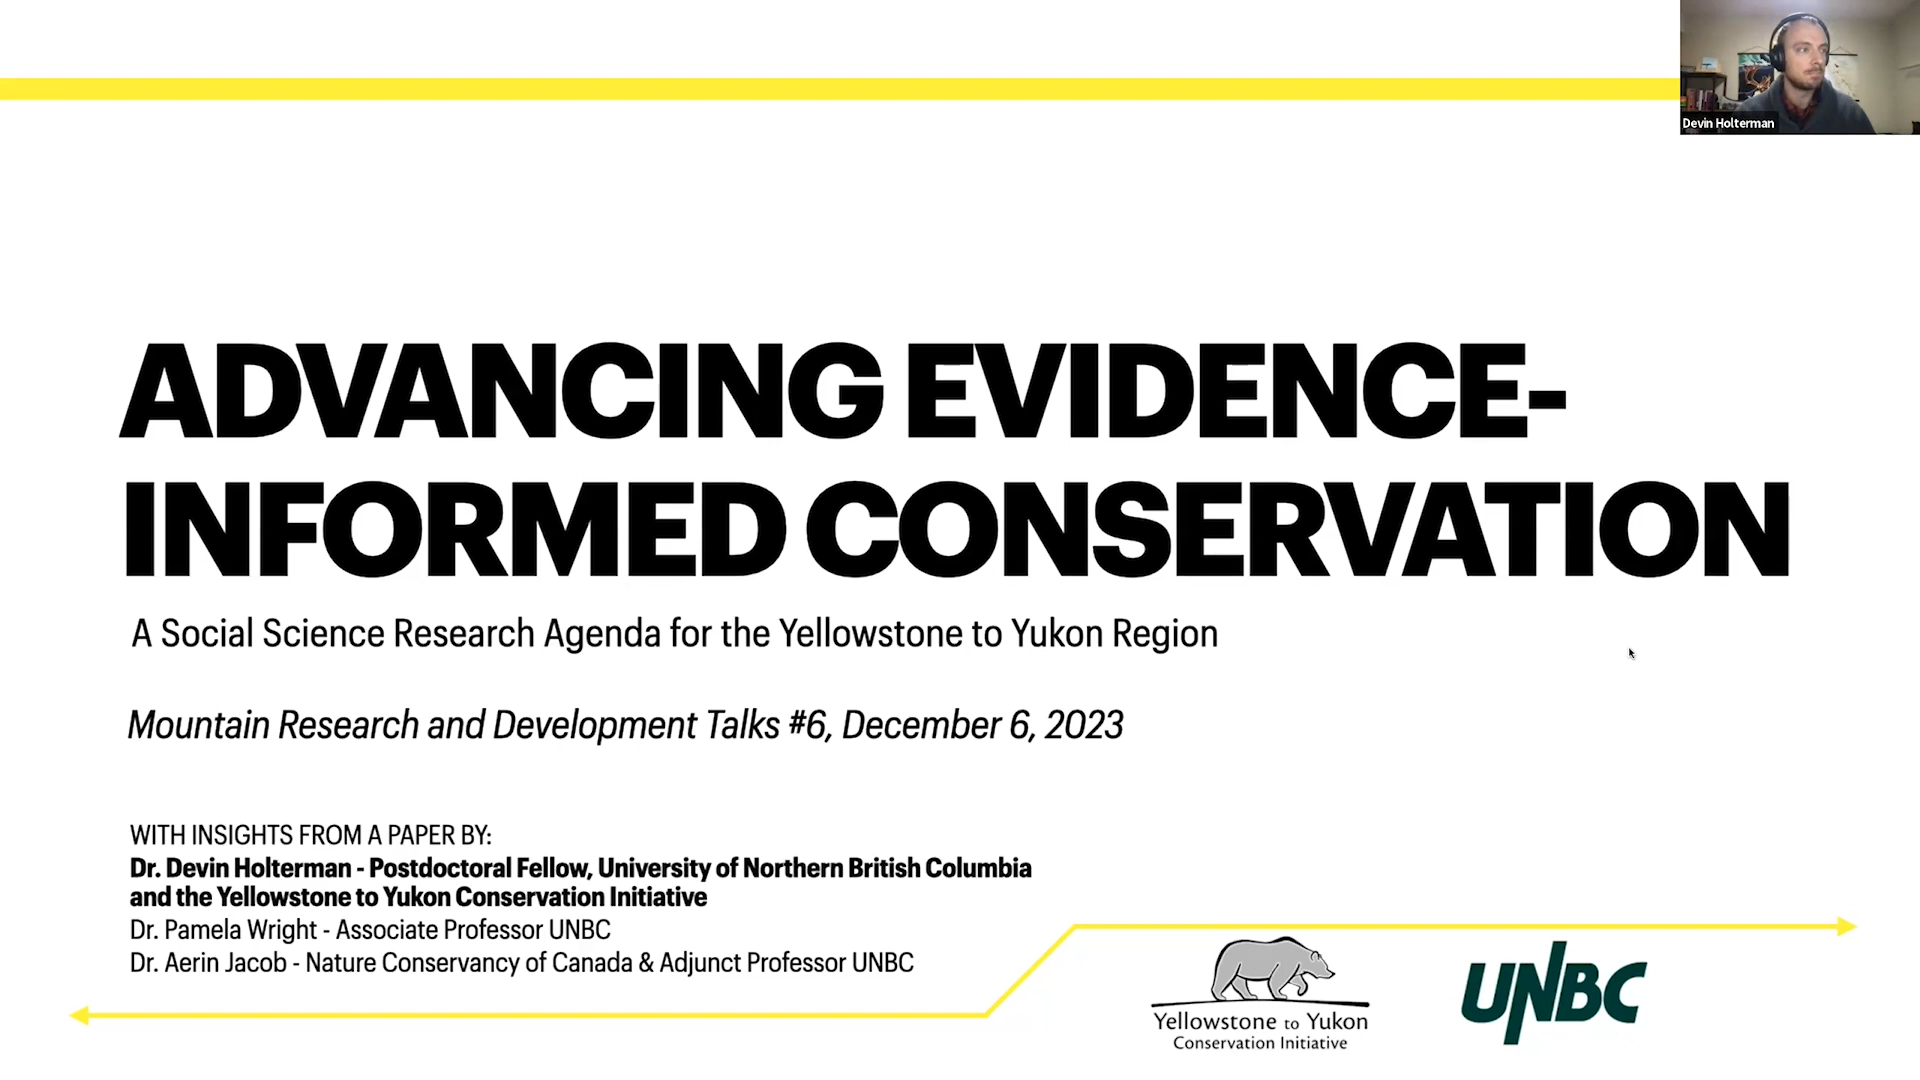 Devin Holterman
ADVANCING EVIDENCE-
INFORMED CONSERVATION
A Social Science Research Agenda for the Yellowstone to Yukon Region
Mountain Research and Development Talks #6, December 6, 2023
WITH INSIGHTS FROM A PAPER BY:
Dr. Devin Holterman - Postdoctoral Fellow, University of Northern British Columbia
and the Yellowstone to Yukon Conservation Initiative
Dr. Pamela Wright - Associate Professor UNBC
Dr. Aerin Jacob - Nature Conservancy of Canada & Adjunct Professor UNBC
Yellowstone to Yukon
Conservation Initiative
UNBC